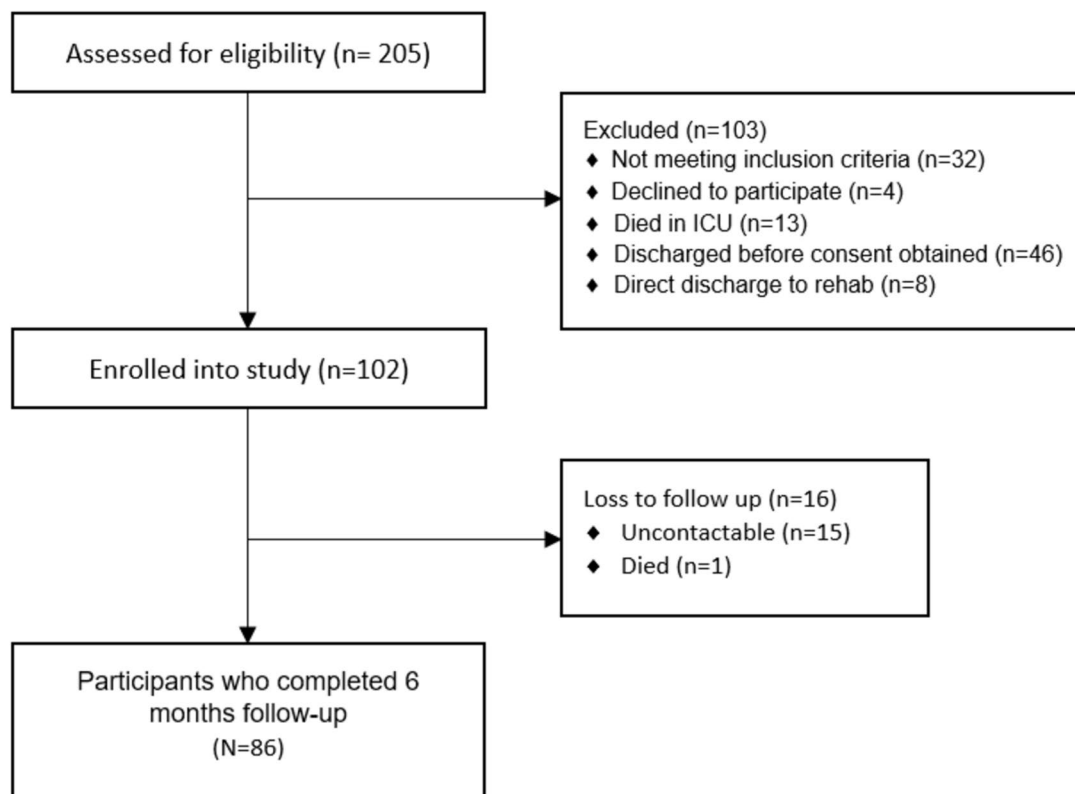 Assessed for eligibility (n= 205)
Excluded (n=103)
♦ Not meeting inclusion criteria (n=32)
♦ Declined to participate (n=4)
♦ Died in ICU (n=13)
♦ Discharged before consent obtained (n=46)
♦ Direct discharge to rehab (n=8)
Enrolled into study (n=102)
Loss to follow up (n=16)
♦ Uncontactable (n=15)
♦ Died (n=1)
Participants who completed 6
months follow-up
(N=86)